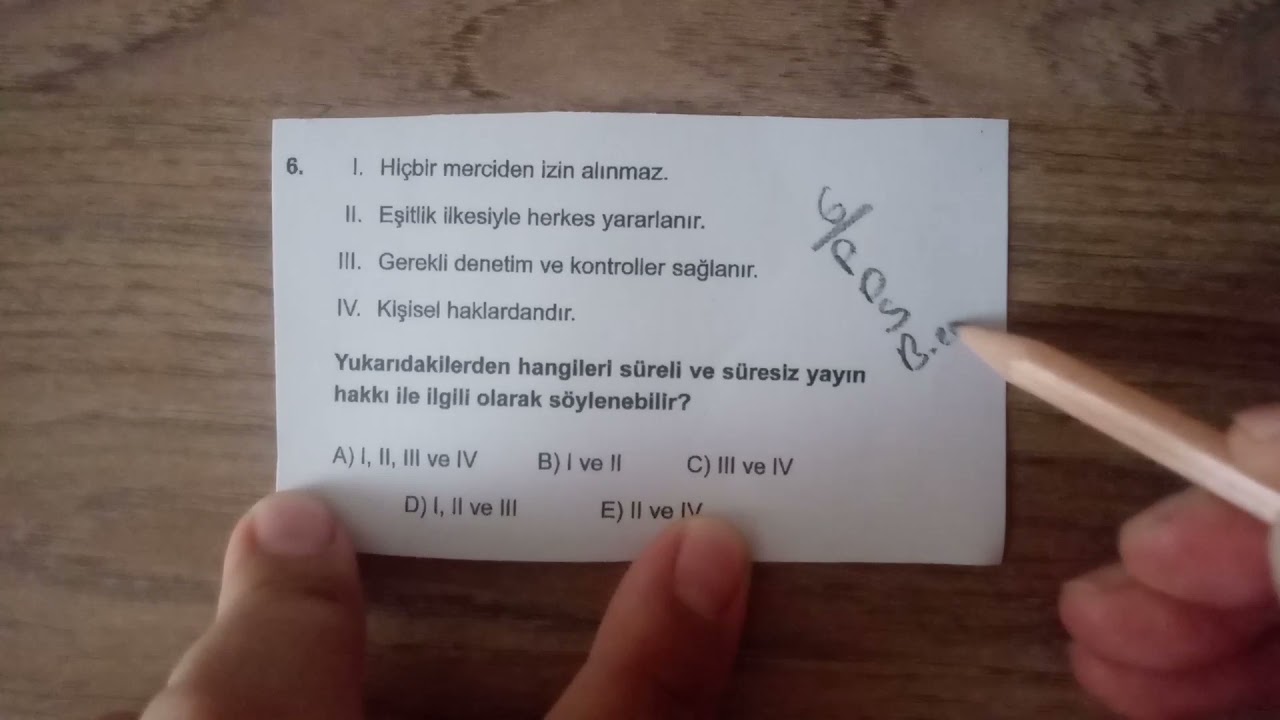 6. I. Hiçbir merciden izin alınmaz.
II. Eşitlik ilkesiyle herkes yararlanır.
III. Gerekli denetim ve kontroller sağlanır.
IV. Kişisel haklardandır.
Yukarıdakilerden hangileri süreli ve süresiz yayın
hakkı ile ilgili olarak söylenebilir?
A) I, II, III ve IV B) I ve II C) III ve IV
D) I, II ve III E) II ve IV